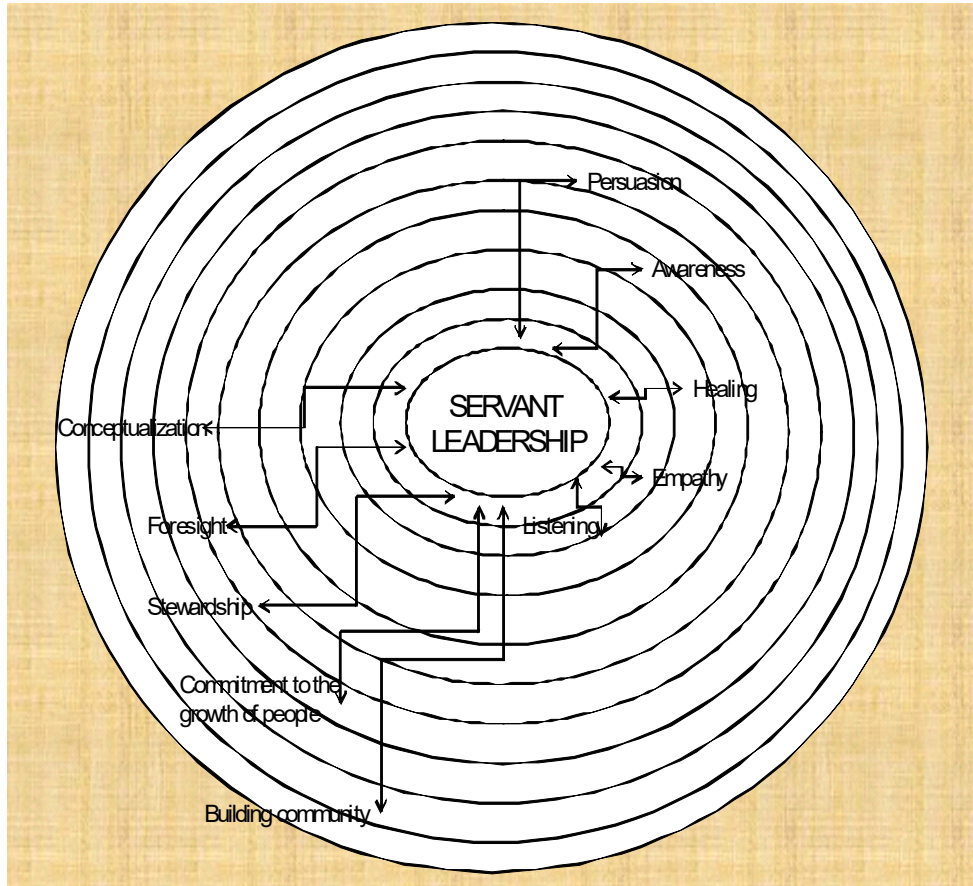 Persuasion
Awareness
Healing
SERVANT
LEADERSHIP
Conceptualization
Empathy
Foresight
Listening
Stewardship
Commitment to the
growth of people
Building community